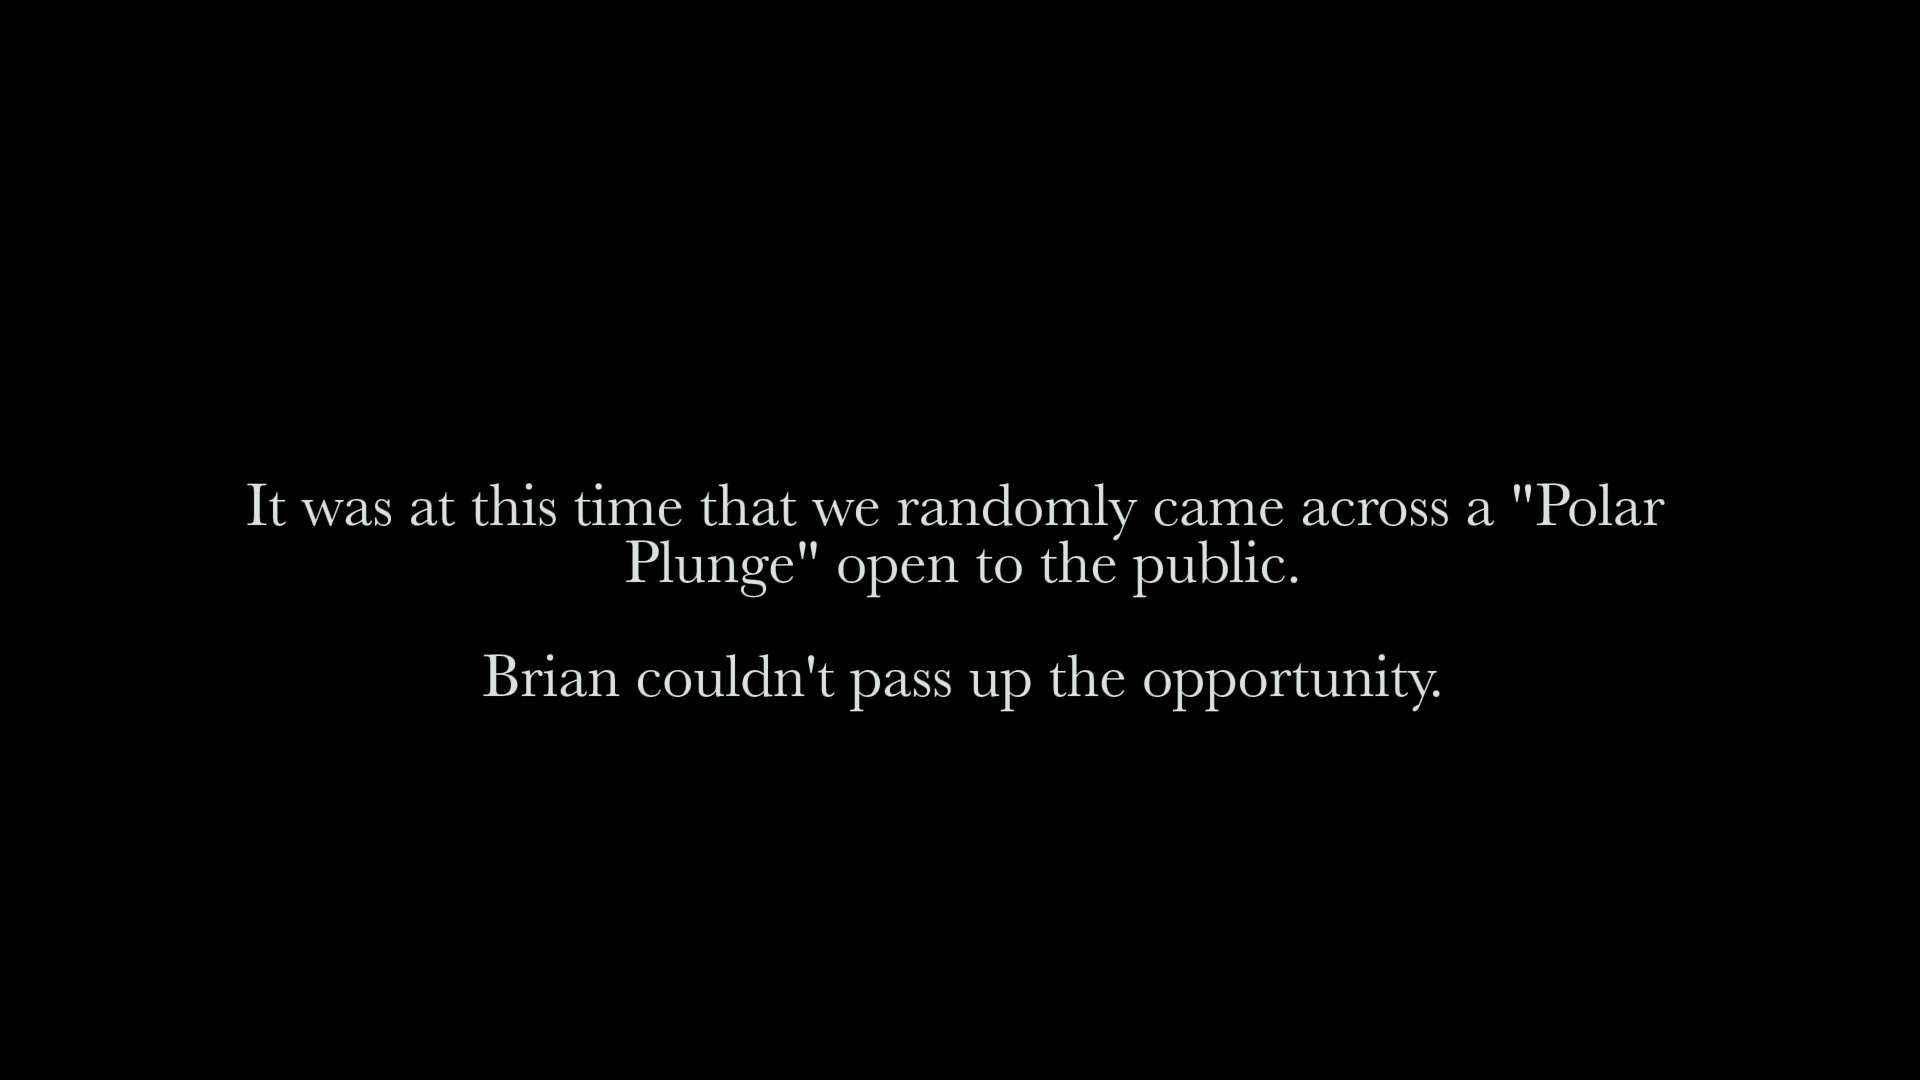 It was at this time that we randomly came across a "Polar
Plunge" open to the public.
Brian couldn't pass up the opportunity.